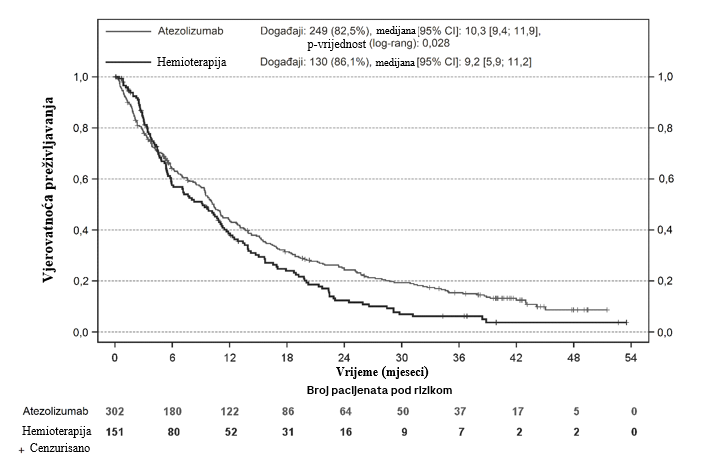 Atezolizumab Događaji: 249 (82,5%), medijana [95% CI]: 10,3 [9,4; 11,9],
p-vrijednost (log-rang): 0,028
Hemioterapija Događaji: 130 (86,1%), medijana [95% CI]: 9,2 [5,9; 11,2]
Vjerovatnoća preživljavanja
1,0 1,0
0,8 0,8
0,6 0,6
0,4 0,4
0,2 0,2
0,0 0,0
0 6 12 18 24 30 36 42 48 54
Vrijeme (mjeseci)
Broj pacijenata pod rizikom
Atezolizumab 302 180 122 86 64 50 37 17 5 0
Hemioterapija 151 80 52 31 16 9 7 2 2 0
+ Cenzurisano